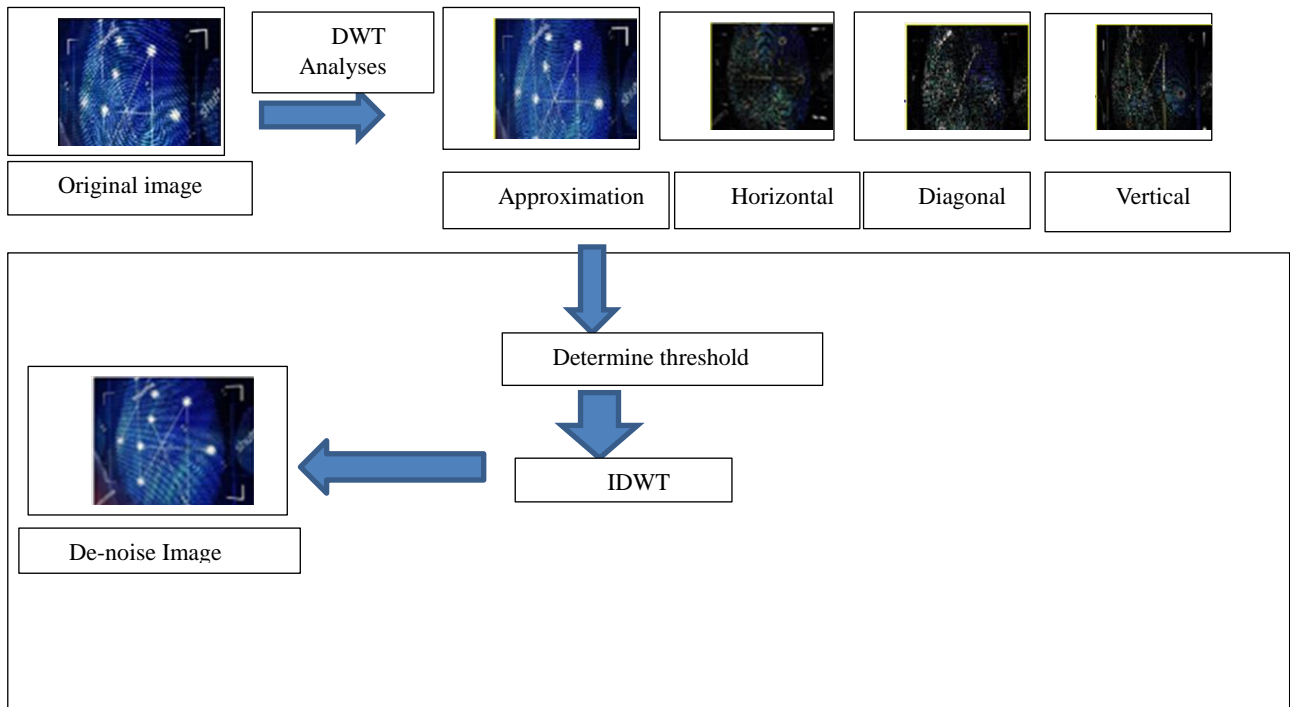 DWT
Analyses
Original image
Approximation
Horizontal
Diagonal
Vertical
Determine threshold
IDWT
De-noise Image